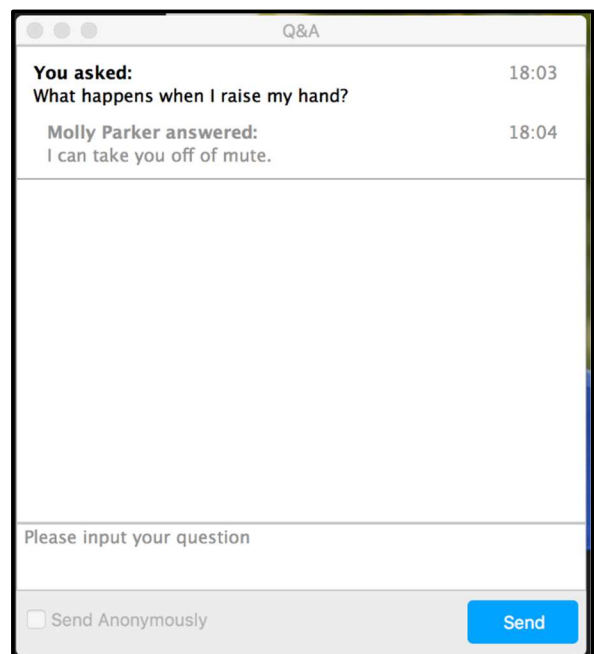 Q&A
You asked: 18:03
What happens when I raise my hand?
Molly Parker answered: 18:04
I can take you off of mute.
Please input your question
Send Anonymously
Send